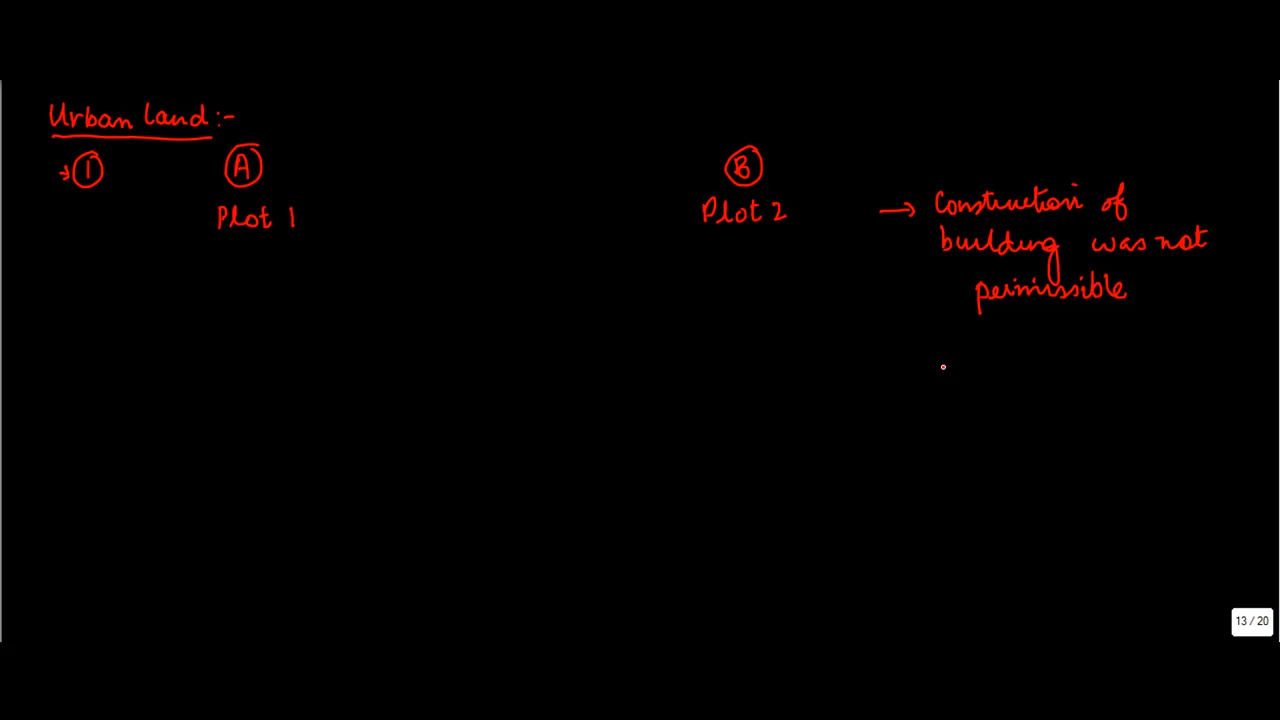 Urban land :-
→ 1 A B
Plot 1 Plot 2 → Construction of
building was not
permissible
13 / 20